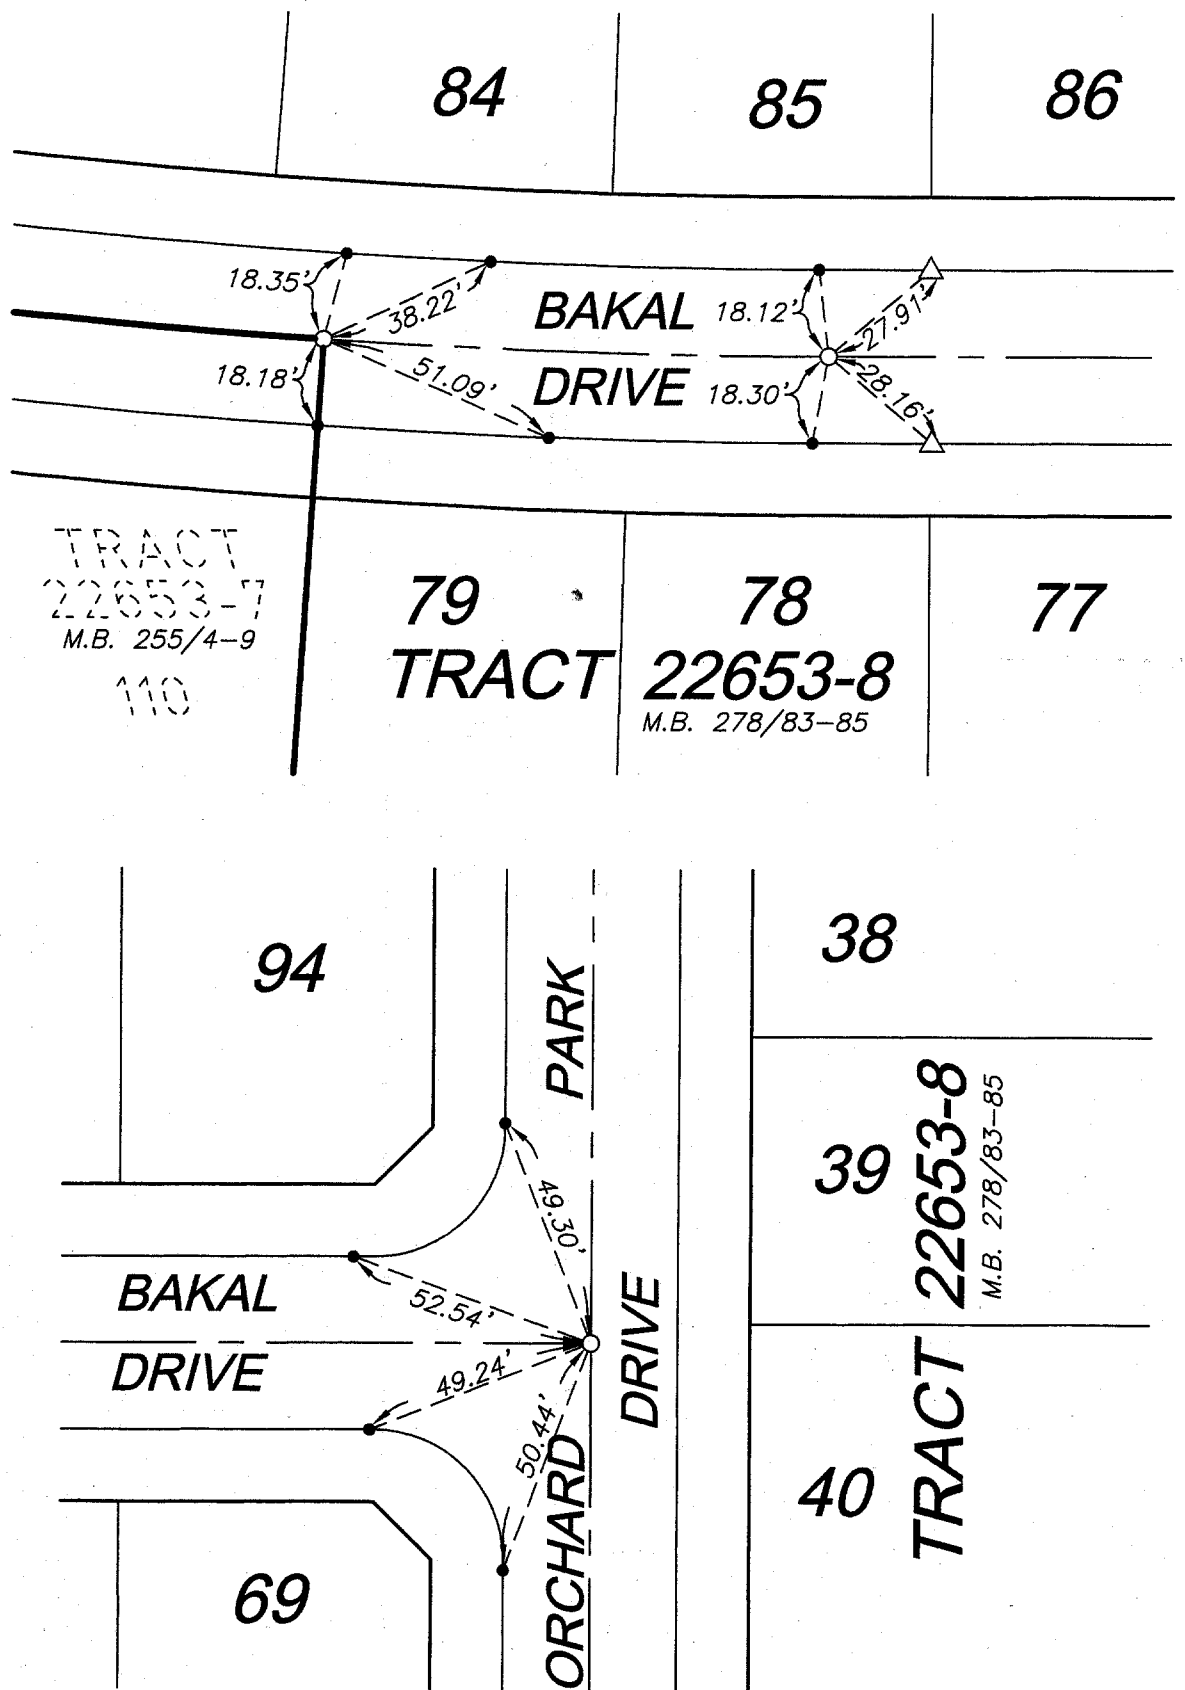 84
85
86
18.35'
38.22'
BAKAL
18.12'
27.91'
18.18'
51.09'
DRIVE
18.30'
28.16'
TRACT
22653-7
M.B. 255/4-9
110
79
78
77
TRACT 22653-8
M.B. 278/83-85
94
PARK
38
39
TRACT 22653-8
M.B. 278/83-85
49.30'
BAKAL
52.54'
DRIVE
DRIVE
49.24'
50.44'
ORCHARD
40
69